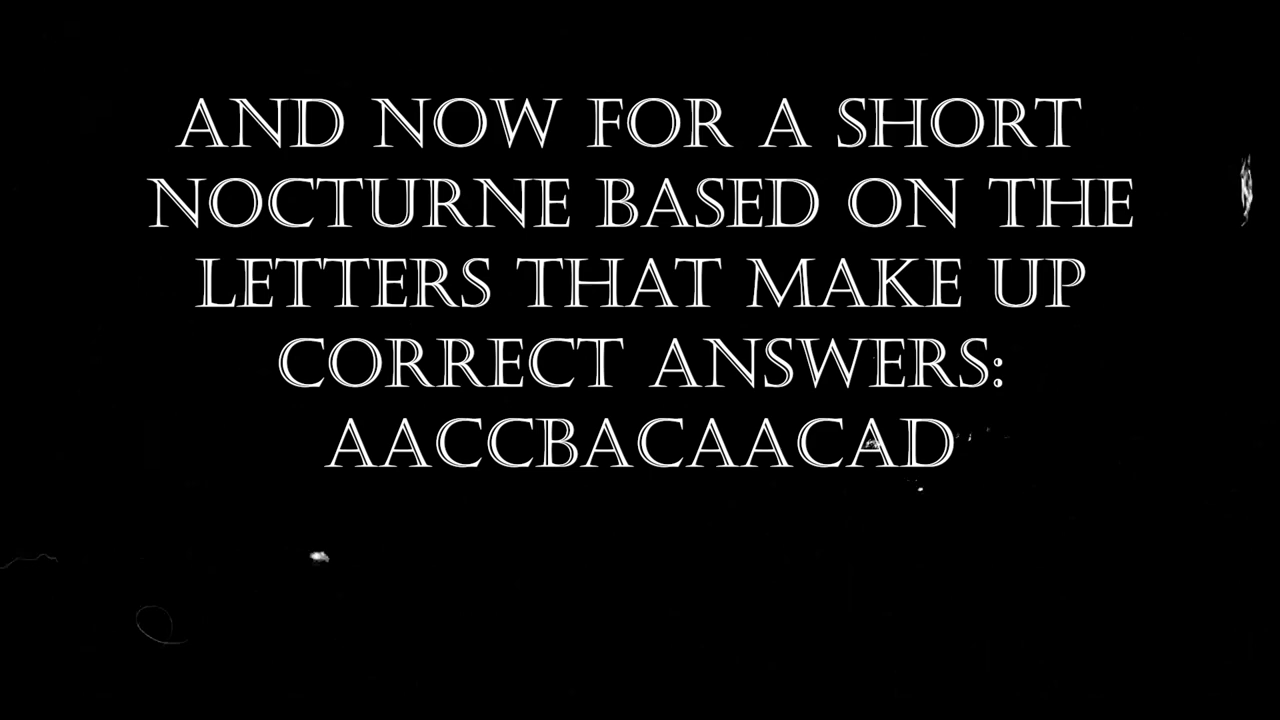 AND NOW FOR A SHORT
NOCTURNE BASED ON THE
LETTERS THAT MAKE UP
CORRECT ANSWERS:
AACCBACAACAD